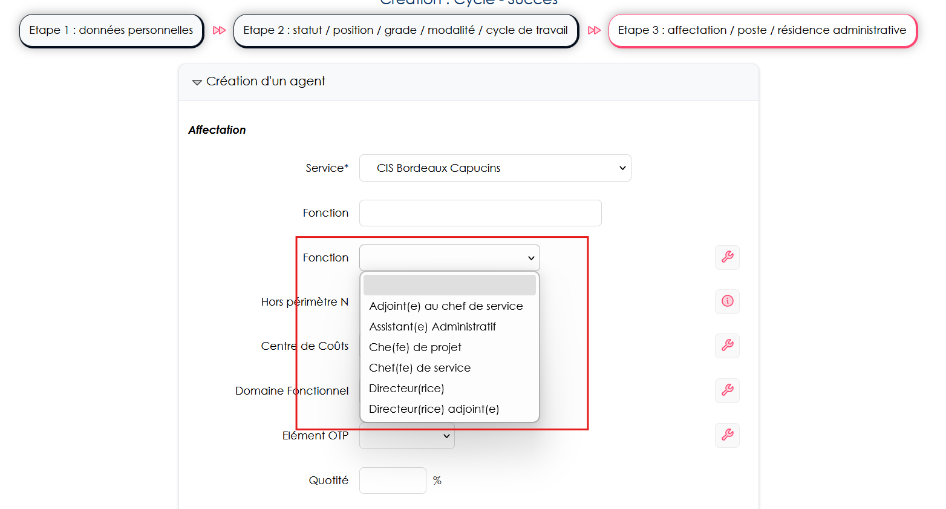 Création : Cycle - Succès
Etape 1 : données personnelles
Etape 2 : statut / position / grade / modalité / cycle de travail
Etape 3 : affectation / poste / résidence administrative
Création d'un agent
Affectation
Service* CIS Bordeaux Capucins
Fonction
Fonction
Adjoint(e) au chef de service
Assistant(e) Administratif
Che(fe) de projet
Chef(fe) de service
Directeur(rice)
Directeur(rice) adjoint(e)
Hors périmètre N
Centre de Coûts
Domaine Fonctionnel
Elément OTP
Quotité %